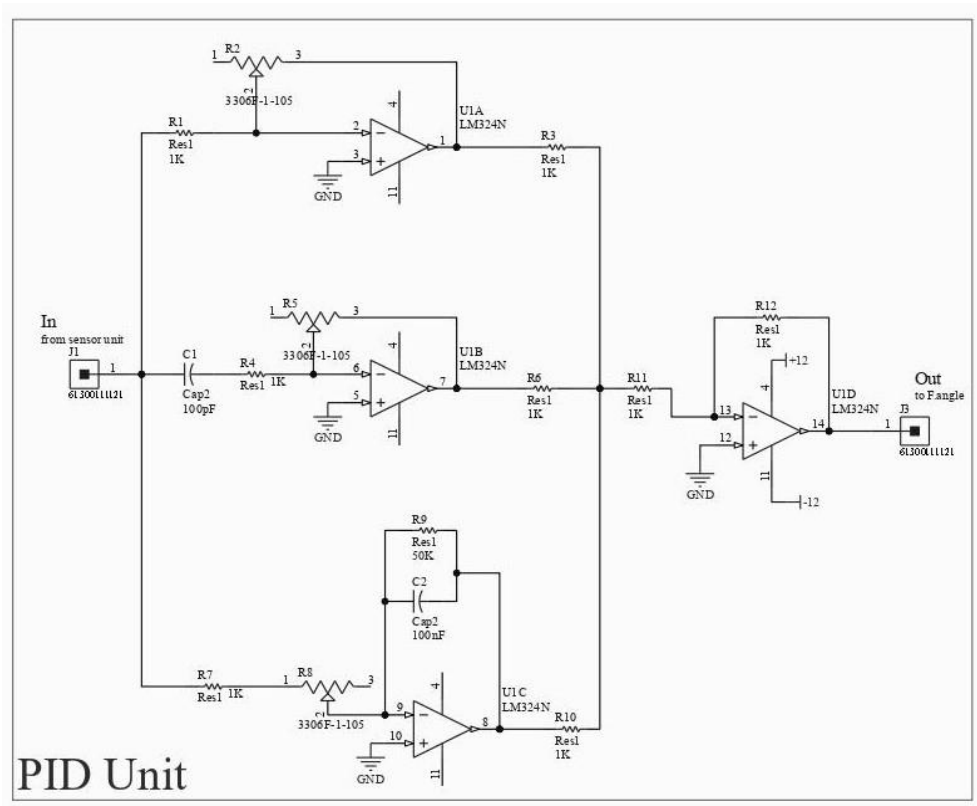 1
R2
3
2
3306F-1-105
R1
Res1
1K
2
3
4
11
1
U1A
LM324N
GND
R3
Res1
1K
In
from sensor unit
J1
1
61300111121
C1
Cap2
100pF
R4
Res1
1K
1
R5
3
2
3306F-1-105
6
5
4
11
7
U1B
LM324N
GND
R6
Res1
1K
R11
Res1
1K
R12
Res1
1K
+12
4
13
12
11
-12
14
U1D
LM324N
GND
Out
to F.angle
J3
1
61300111121
R9
Res1
50K
C2
Cap2
100nF
R7
Res1
1K
1
R8
3
2
3306F-1-105
9
10
4
11
8
U1C
LM324N
GND
R10
Res1
1K
PID Unit